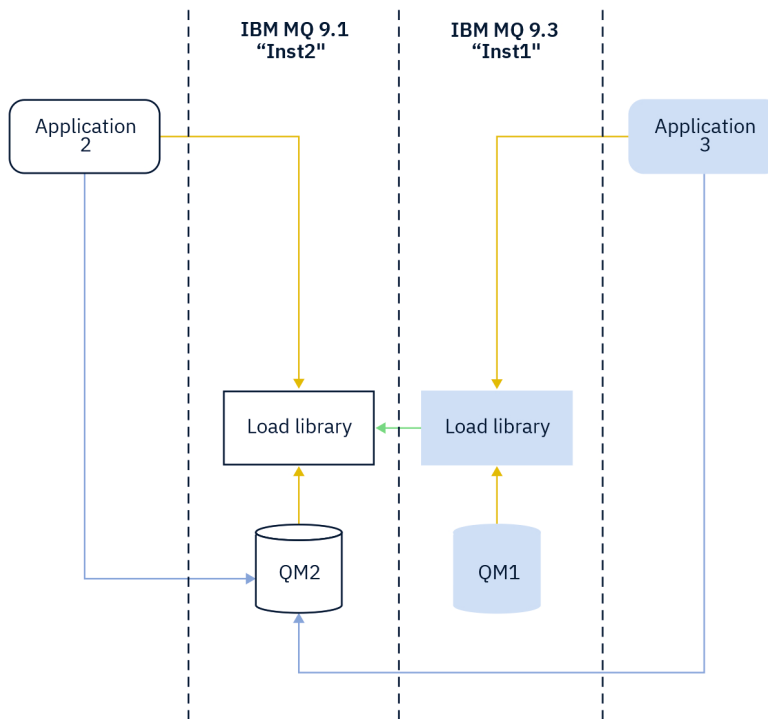 IBM MQ 9.1
“Inst2"
IBM MQ 9.3
“Inst1"
Application
2
Application
3
Load library
Load library
QM2
QM1